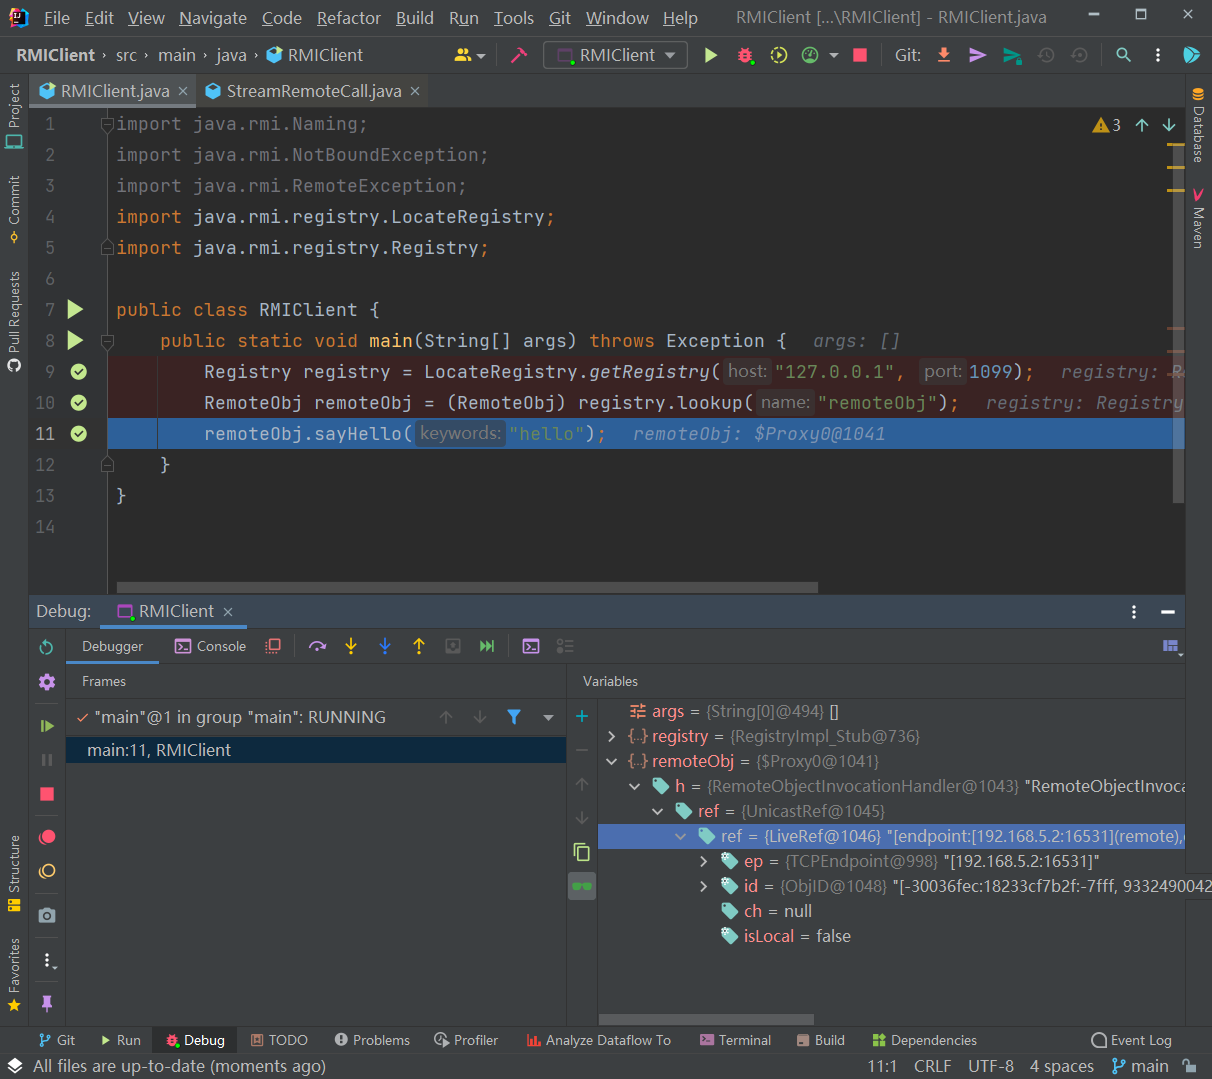 File Edit View Navigate Code Refactor Build Run Tools Git Window Help RMIClient [...\RMIClient] - RMIClient.java
RMIClient › src › main › java › RMIClient RMIClient Git:
RMIClient.java × StreamRemoteCall.java ×
Project
Commit
Pull Requests
Structure
Favorites
Database
Maven
3
1 import java.rmi.Naming;
2 import java.rmi.NotBoundException;
3 import java.rmi.RemoteException;
4 import java.rmi.registry.LocateRegistry;
5 import java.rmi.registry.Registry;
6
7 public class RMIClient {
8 public static void main(String[] args) throws Exception { args: []
9 Registry registry = LocateRegistry.getRegistry( host: "127.0.0.1", port: 1099); registry: Re
10 RemoteObj remoteObj = (RemoteObj) registry.lookup( name: "remoteObj"); registry: Registry
11 remoteObj.sayHello( keywords: "hello"); remoteObj: $Proxy0@1041
12 }
13 }
14
Debug: RMIClient ×
Debugger Console
Frames
Variables
"main"@1 in group "main": RUNNING
main:11, RMIClient
args = {String[0]@494} []
registry = {RegistryImpl_Stub@736}
remoteObj = {$Proxy0@1041}
h = {RemoteObjectInvocationHandler@1043} "RemoteObjectInvoca
ref = {UnicastRef@1045}
ref = {LiveRef@1046} "[endpoint:[192.168.5.2:16531](remote),
ep = {TCPEndpoint@998} "[192.168.5.2:16531]"
id = {ObjID@1048} "[-30036fec:18233cf7b2f:-7fff, 9332490042
ch = null
isLocal = false
Git Run Debug TODO Problems Profiler Analyze Dataflow To Terminal Build Dependencies Event Log
All files are up-to-date (moments ago) 11:1 CRLF UTF-8 4 spaces main